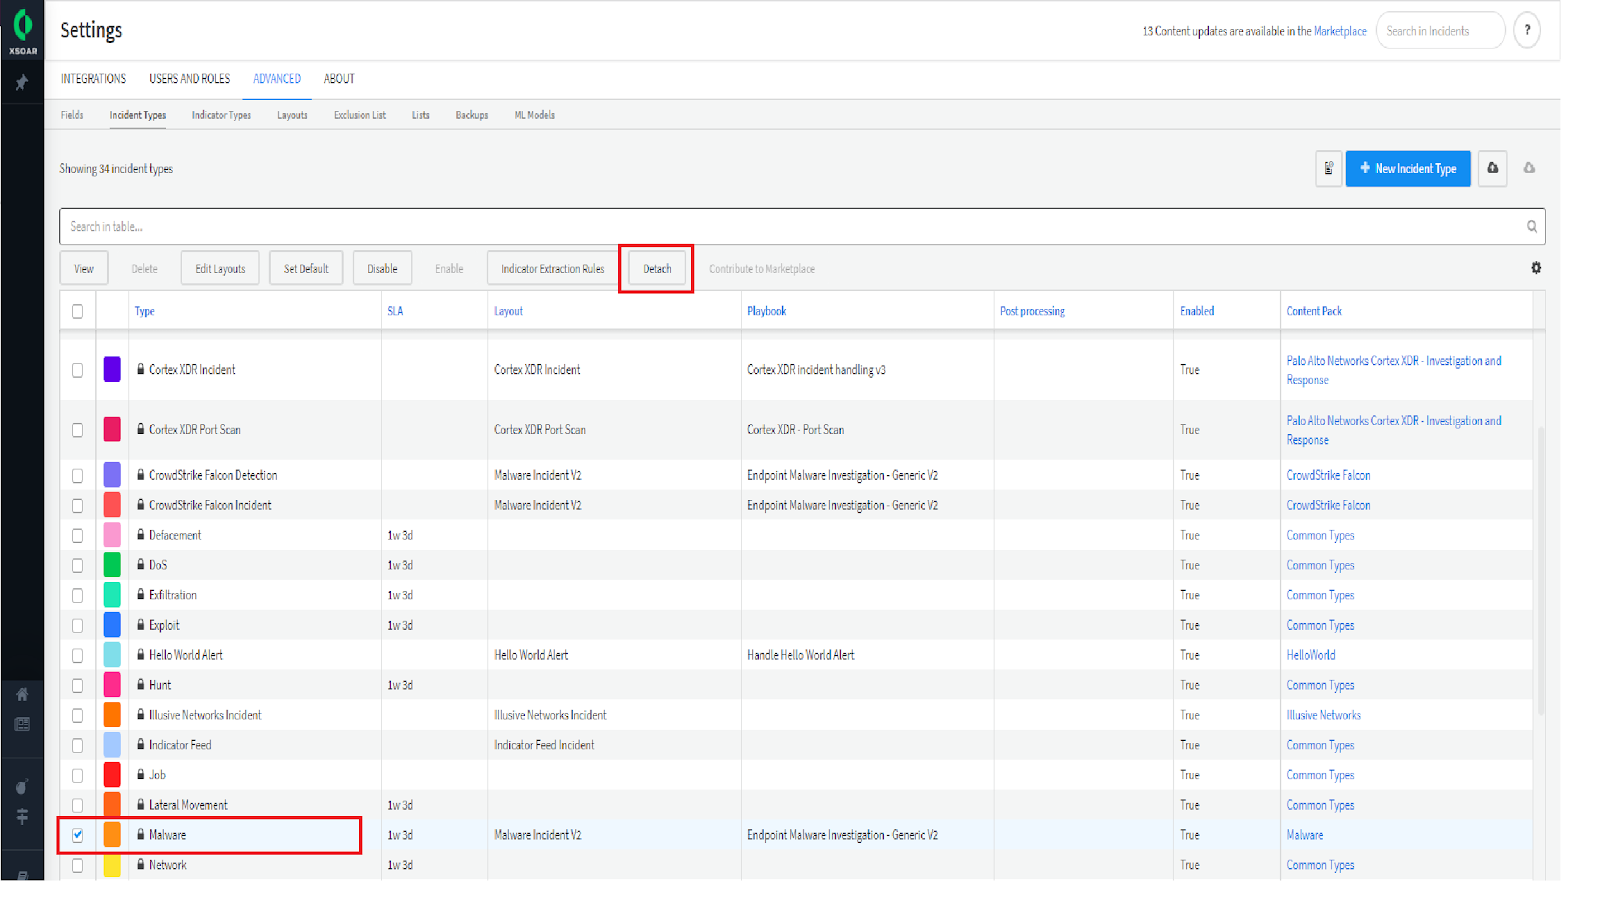 XSOAR
Settings
13 Content updates are available in the Marketplace
Search in Incidents
?
INTEGRATIONS USERS AND ROLES ADVANCED ABOUT
Fields Incident Types Indicator Types Layouts Exclusion List Lists Backups ML Models
Showing 34 incident types
+ New Incident Type
Search in table...
View Delete Edit Layouts Set Default Disable Enable Indicator Extraction Rules Detach Contribute to Marketplace
Type SLA Layout Playbook Post processing Enabled Content Pack
Cortex XDR Incident Cortex XDR Incident Cortex XDR incident handling v3 True Palo Alto Networks Cortex XDR - Investigation and
Response
Cortex XDR Port Scan Cortex XDR Port Scan Cortex XDR - Port Scan True Palo Alto Networks Cortex XDR - Investigation and
Response
CrowdStrike Falcon Detection Malware Incident V2 Endpoint Malware Investigation - Generic V2 True CrowdStrike Falcon
CrowdStrike Falcon Incident Malware Incident V2 Endpoint Malware Investigation - Generic V2 True CrowdStrike Falcon
Defacement 1w 3d True Common Types
DoS 1w 3d True Common Types
Exfiltration 1w 3d True Common Types
Exploit 1w 3d True Common Types
Hello World Alert Hello World Alert Handle Hello World Alert True HelloWorld
Hunt 1w 3d True Common Types
Illusive Networks Incident Illusive Networks Incident True Illusive Networks
Indicator Feed Indicator Feed Incident True Common Types
Job True Common Types
Lateral Movement 1w 3d True Common Types
Malware 1w 3d Malware Incident V2 Endpoint Malware Investigation - Generic V2 True Malware
Network 1w 3d True Common Types